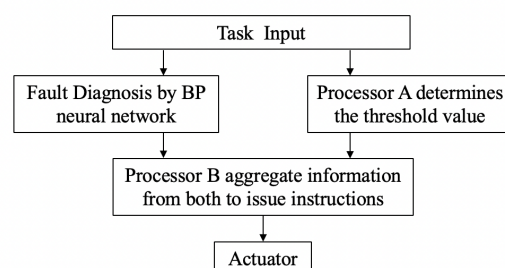 Task Input
Fault Diagnosis by BP
neural network
Processor A determines
the threshold value
Processor B aggregate information
from both to issue instructions
Actuator